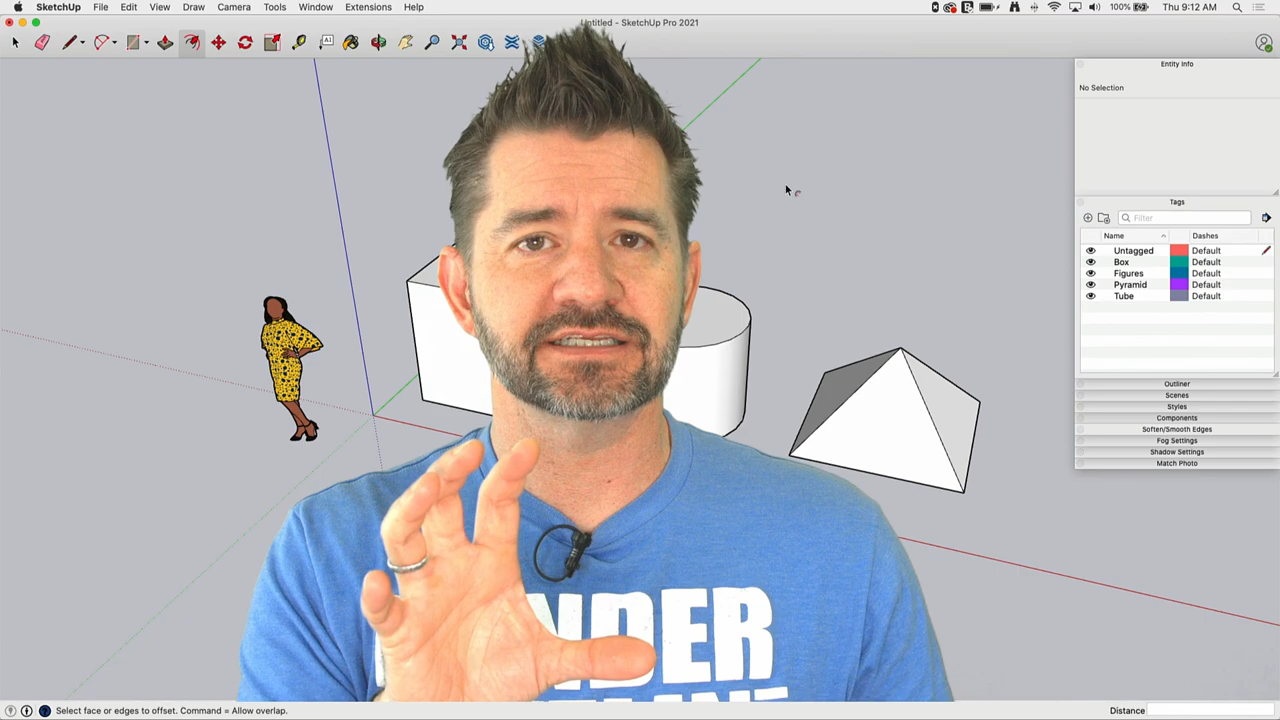 SketchUp File Edit View Draw Camera Tools Window Extensions Help 100% Thu 9:12 AM
Untitled - SketchUp Pro 2021
Entity Info
No Selection
Tags
Filter
Name Dashes
Untagged Default
Box Default
Figures Default
Pyramid Default
Tube Default
Outliner
Scenes
Styles
Components
Soften/Smooth Edges
Fog Settings
Shadow Settings
Match Photo
NDER
Select face or edges to offset. Command = Allow overlap.
Distance